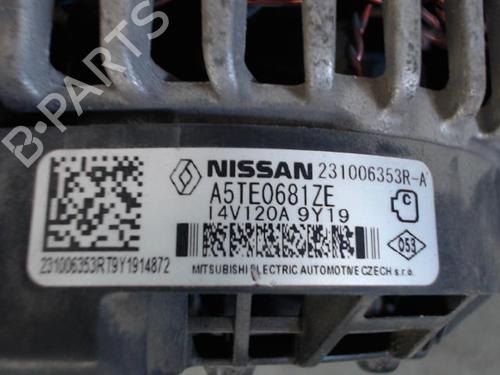 B-PARTS
NISSAN 231006353R-A
A5TE0681ZE
14V120A 9Y19
C
053
231006353RT9Y1914872
MITSUBISHI ELECTRIC AUTOMOTIVE CZECH s.r.o.